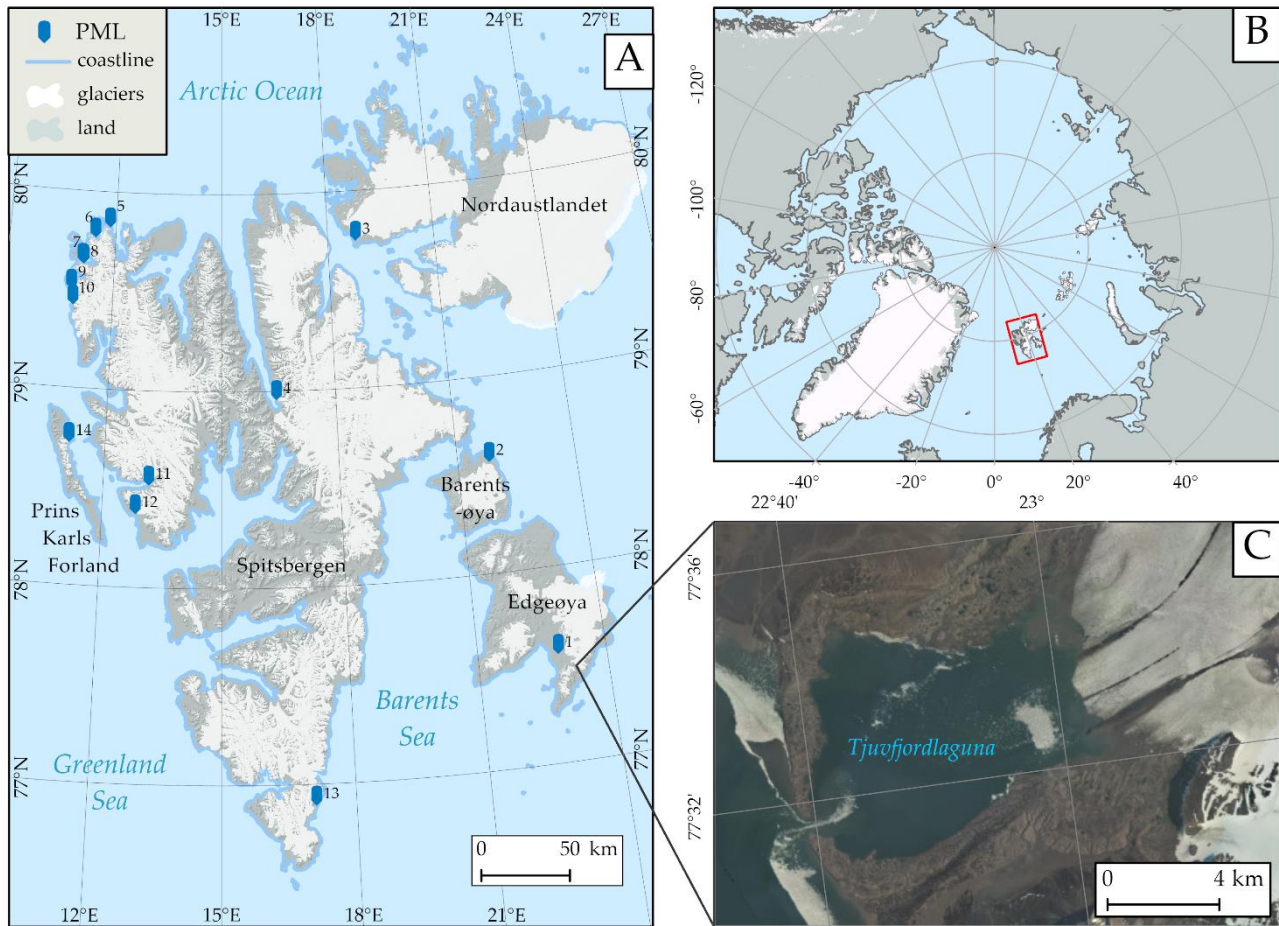 PML
coastline
glaciers
land
A
15°E
18°E
21°E
24°E
27°E
Arctic Ocean
80°N
80°N
Nordaustlandet
5
6
7
8
9
10
3
79°N
79°N
4
14
2
11
12
Barents
-øya
Prins
Karls
Forland
78°N
78°N
Spitsbergen
Edgeøya
1
Barents
Sea
Greenland
Sea
77°N
77°N
13
0 50 km
12°E
15°E
18°E
21°E
B
-120°
-100°
-80°
-60°
-40°
-20°
0°
20°
40°
22°40'
23°
C
77°36'
77°32'
Tjuvfjordlaguna
0 4 km